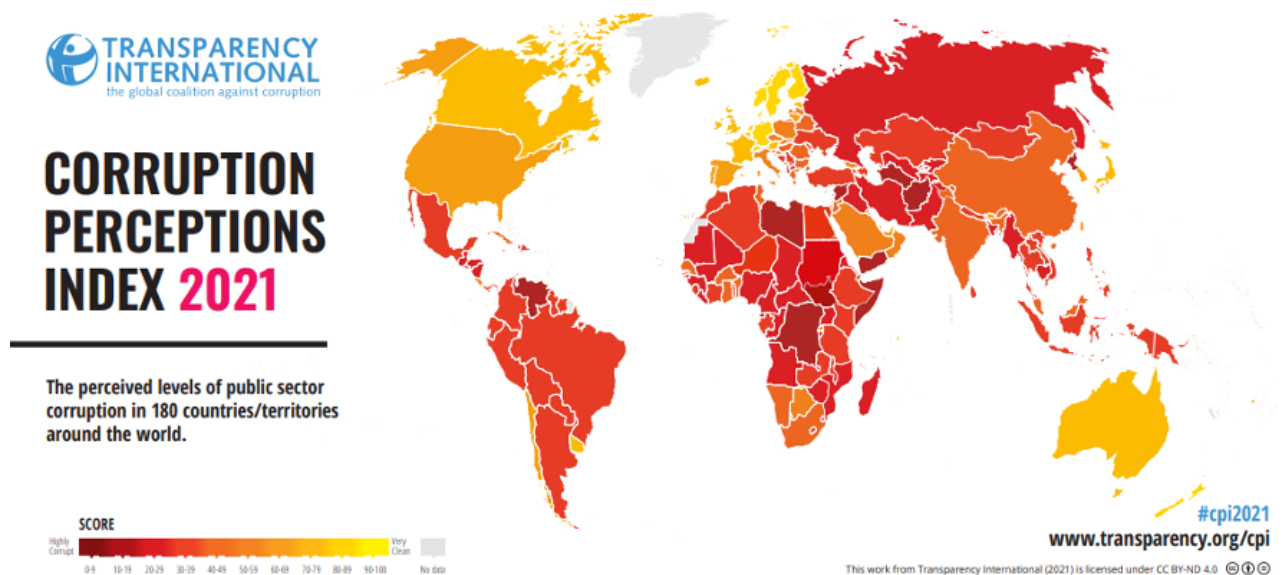 TRANSPARENCY
INTERNATIONAL
the global coalition against corruption
CORRUPTION
PERCEPTIONS
INDEX 2021
The perceived levels of public sector
corruption in 180 countries/territories
around the world.
SCORE
Highly
Corrupt
Very
Clean
0-9 10-19 20-29 30-39 40-49 50-59 60-69 70-79 80-89 90-100 No data
#cpi2021
www.transparency.org/cpi
This work from Transparency International (2021) is licensed under CC BY-ND 4.0